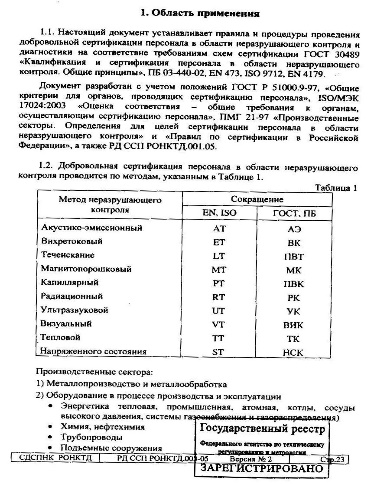 1. Область применения
1.1. Настоящий документ устанавливает правила и процедуры проведения
добровольной сертификации персонала в области неразрушающего контроля и
диагностики на соответствие требованиям схем сертификации ГОСТ 30489
«Квалификация и сертификация персонала в области неразрушающего
контроля. Общие принципы», ПБ 03-440-02, EN 473, ISO 9712, EN 4179.
Документ разработан с учетом положений ГОСТ Р 51000.9-97, «Общие
критерии для органов, проводящих сертификацию персонала», ISO/МЭК
17024:2003 «Оценка соответствия – общие требования к органам,
осуществляющим сертификацию персонала», ПМГ 21-97 «Производственные
секторы. Определения для целей сертификации персонала в области
неразрушающего контроля» и «Правил по сертификации в Российской
Федерации», а также РД ССП РОНКТД.001.05.
1.2. Добровольная сертификация персонала в области неразрушающего
контроля проводится по методам, указанным в Таблице 1.
Таблица 1
Метод неразрушающего контроля Сокращение
EN, ISO ГОСТ, ПБ
Акустико-эмиссионный AT АЭ
Вихретоковый ET ВК
Течеискание LT ПВТ
Магнитопорошковый MT МК
Капиллярный PT ПВК
Радиационный RT РК
Ультразвуковой UT УК
Визуальный VT ВИК
Тепловой TT ТК
Напряженного состояния ST НСК
Производственные сектора:
1) Металлопроизводство и металлообработка
2) Оборудование в процессе производства и эксплуатации
• Энергетика тепловая, промышленная, атомная, котлы, сосуды
высокого давления, системы газоснабжения и газораспределения)
• Химия, нефтехимия
• Трубопроводы
• Подъемные сооружения
Государственный реестр
Федеральное агентство по техническому
регулированию и метрологии
ЗАРЕГИСТРИРОВАНО
СДСПНК РОНКТД РД ССП РОНКТД.003-05 Версия № 2 Стр.23